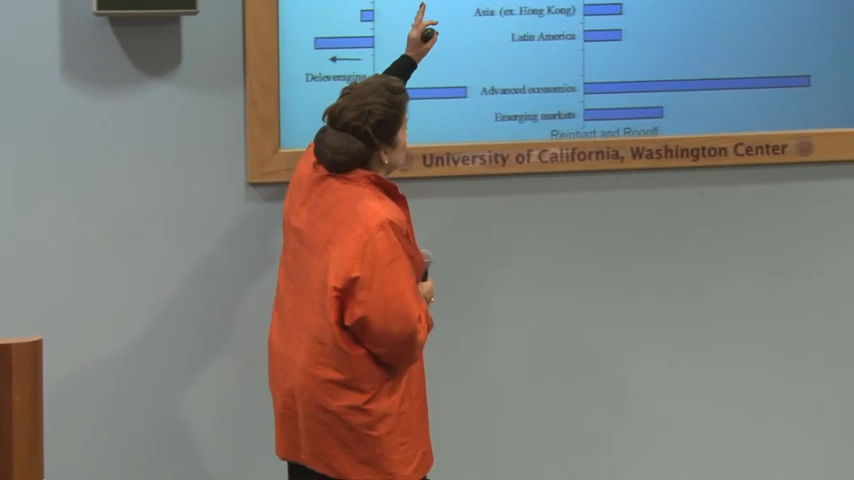 Asia (ex. Hong Kong)
Latin America
Deleveraging
Advanced economies
Emerging markets
Reinhart and Rogoff
University of California, Washington Center